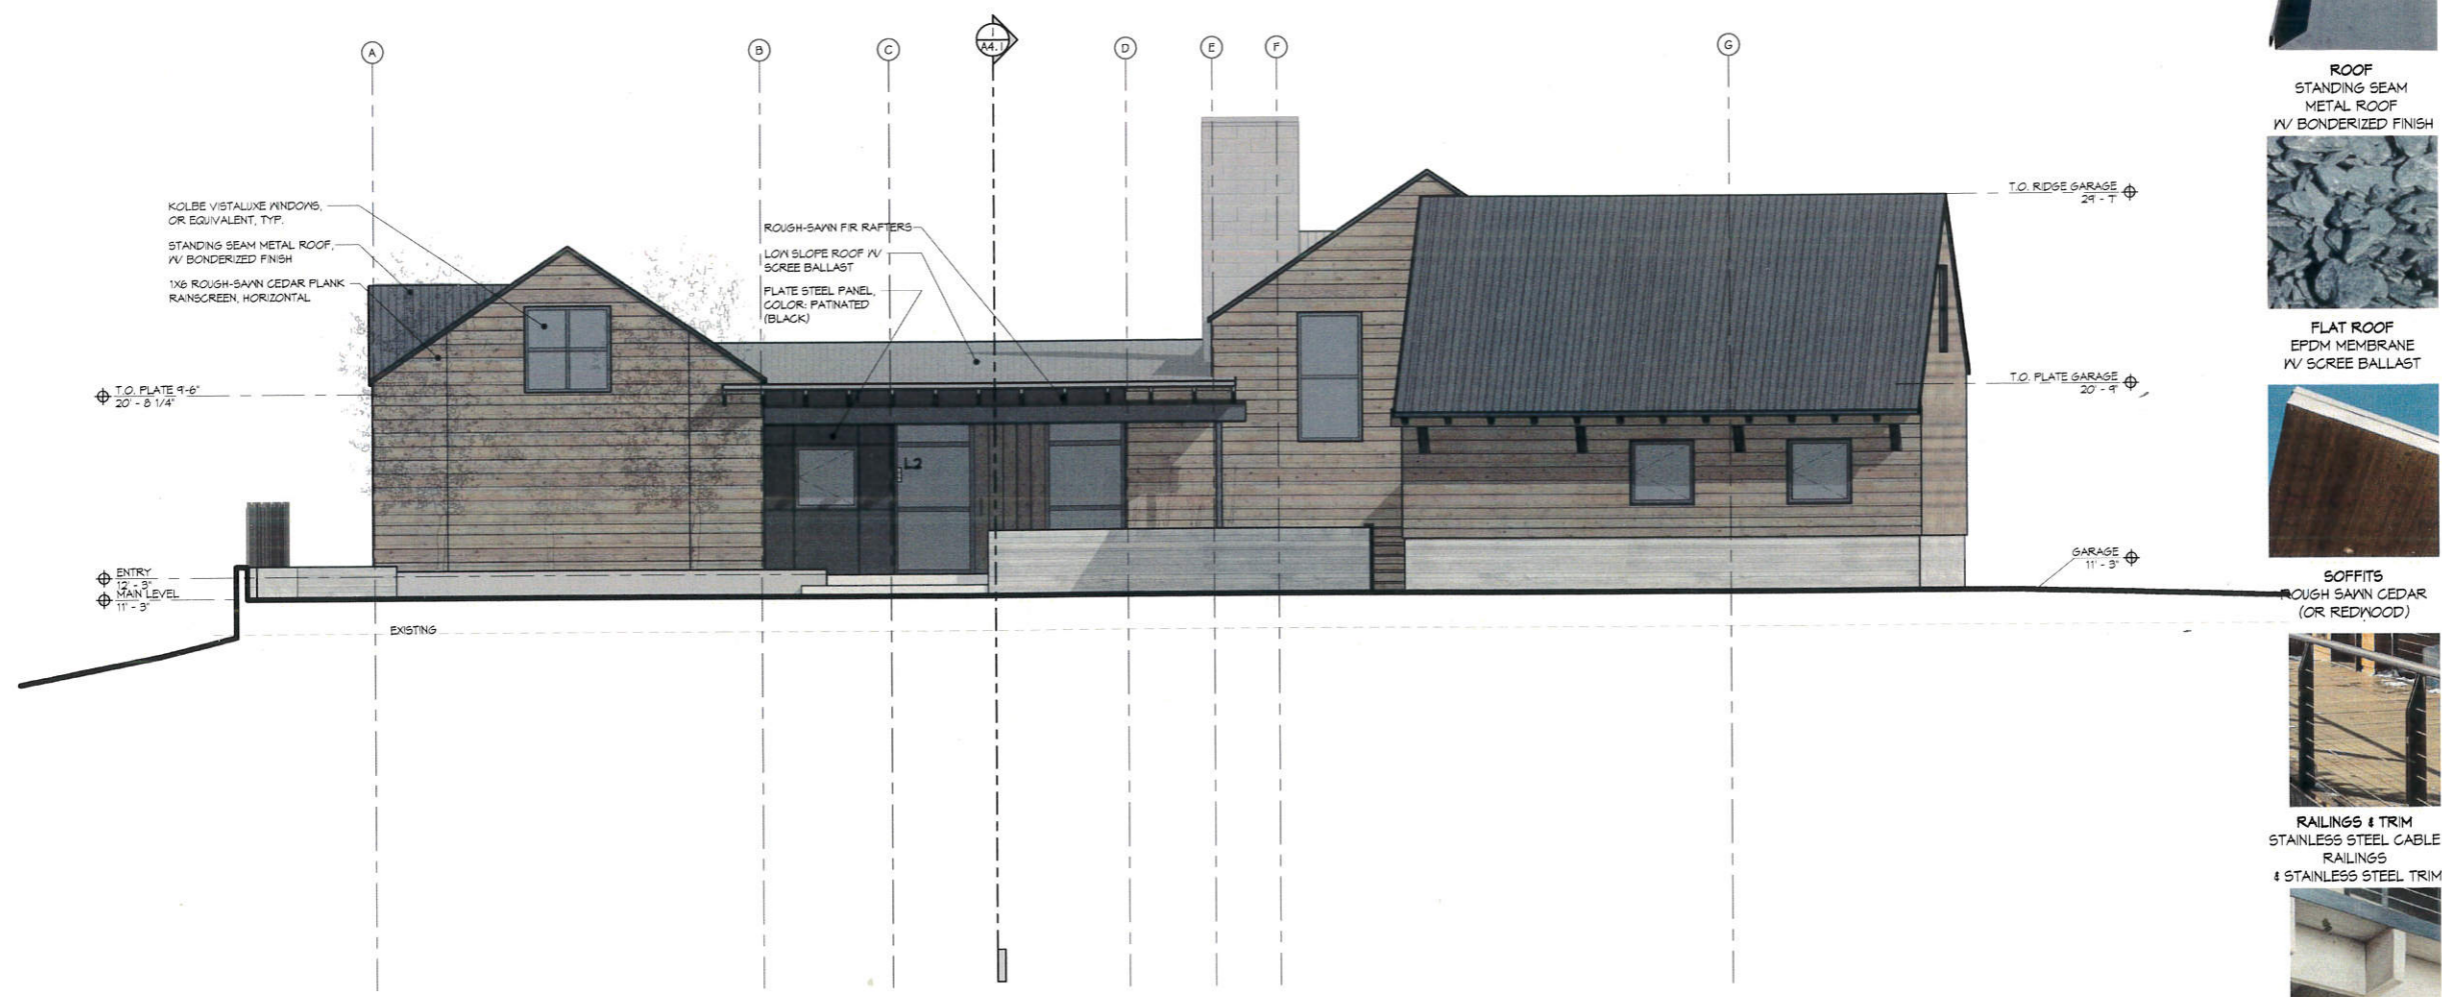 A
B
C
1
A4.1
D
E
F
G
KOLBE VISTALUXE WINDOWS,
OR EQUIVALENT, TYP.
STANDING SEAM METAL ROOF,
W/ BONDERIZED FINISH
1X6 ROUGH-SAWN CEDAR PLANK
RAINSCREEN, HORIZONTAL
ROUGH-SAWN FIR RAFTERS
LOW SLOPE ROOF W/
SCREE BALLAST
PLATE STEEL PANEL,
COLOR: PATINATED
(BLACK)
T.O. RIDGE GARAGE
29' - 7"
T.O. PLATE 9'-6"
20' - 8 1/4"
T.O. PLATE GARAGE
20' - 9"
L2
ENTRY
12' - 3"
MAIN LEVEL
11' - 3"
GARAGE
11' - 3"
EXISTING
ROOF
STANDING SEAM
METAL ROOF
W/ BONDERIZED FINISH
FLAT ROOF
EPDM MEMBRANE
W/ SCREE BALLAST
SOFFITS
ROUGH SAWN CEDAR
(OR REDWOOD)
RAILINGS & TRIM
STAINLESS STEEL CABLE
RAILINGS
& STAINLESS STEEL TRIM